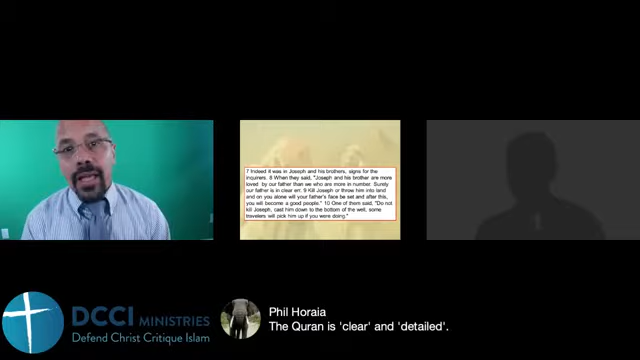 7 Indeed it was in Joseph and his brothers, signs for the
inquirers. 8 When they said, "Joseph and his brother are more
loved by our father than we who are more in number. Surely
our father is in clear err. 9 Kill Joseph or throw him into land
and on you alone will your father's face be set and after this,
you will become a good people." 10 One of them said, "Do not
kill Joseph, cast him down to the bottom of the well, some
travelers will pick him up if you were doing."
DCCI MINISTRIES
Defend Christ Critique Islam
Phil Horaia
The Quran is 'clear' and 'detailed'.